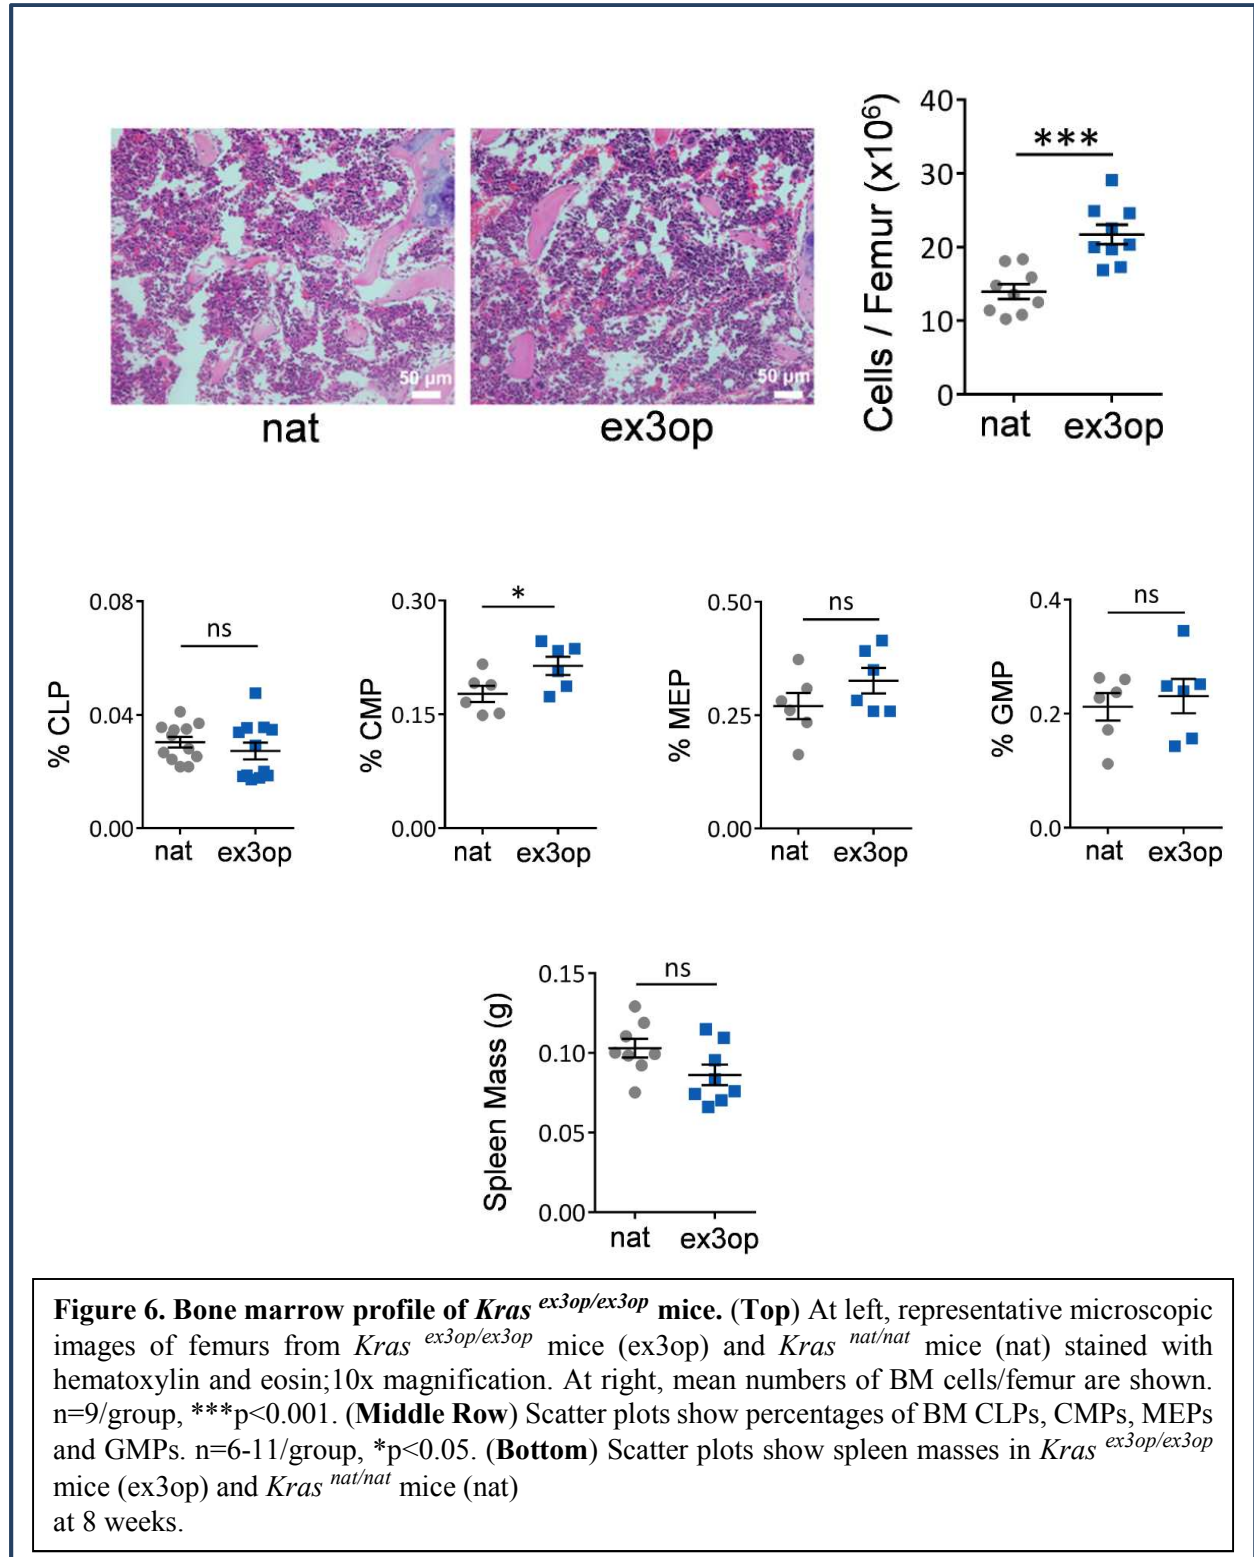 40
30
20
10
0
Cells / Femur (x10⁶)
***
nat
ex3op
50 µm
50 µm
nat
ex3op
0.08
0.04
0.00
% CLP
ns
nat
ex3op
0.30
0.15
0.00
% CMP
*
nat
ex3op
0.50
0.25
0.00
% MEP
ns
nat
ex3op
0.4
0.2
0.0
% GMP
ns
nat
ex3op
0.15
0.10
0.05
0.00
Spleen Mass (g)
ns
nat
ex3op
Figure 6. Bone marrow profile of Kras ex3op/ex3op mice. (Top) At left, representative microscopic
images of femurs from Kras ex3op/ex3op mice (ex3op) and Kras nat/nat mice (nat) stained with
hematoxylin and eosin;10x magnification. At right, mean numbers of BM cells/femur are shown.
n=9/group, ***p<0.001. (Middle Row) Scatter plots show percentages of BM CLPs, CMPs, MEPs
and GMPs. n=6-11/group, *p<0.05. (Bottom) Scatter plots show spleen masses in Kras ex3op/ex3op
mice (ex3op) and Kras nat/nat mice (nat)
at 8 weeks.